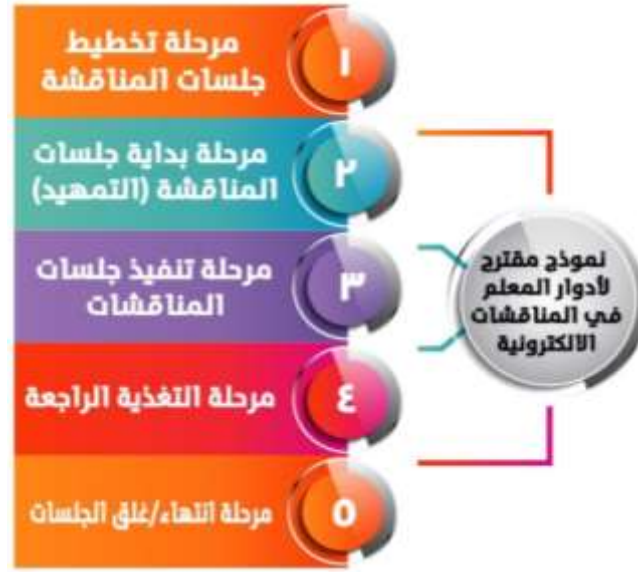 ١
مرحلة تخطيط
جلسات المناقشة
٢
مرحلة بداية جلسات
المناقشة (التمهيد)
٣
مرحلة تنفيذ جلسات
المناقشات
٤
مرحلة التغذية الراجعة
٥
مرحلة انتهاء/غلق الجلسات
نموذج مقترح
لأدوار المعلم
في المناقشات
الالكترونية